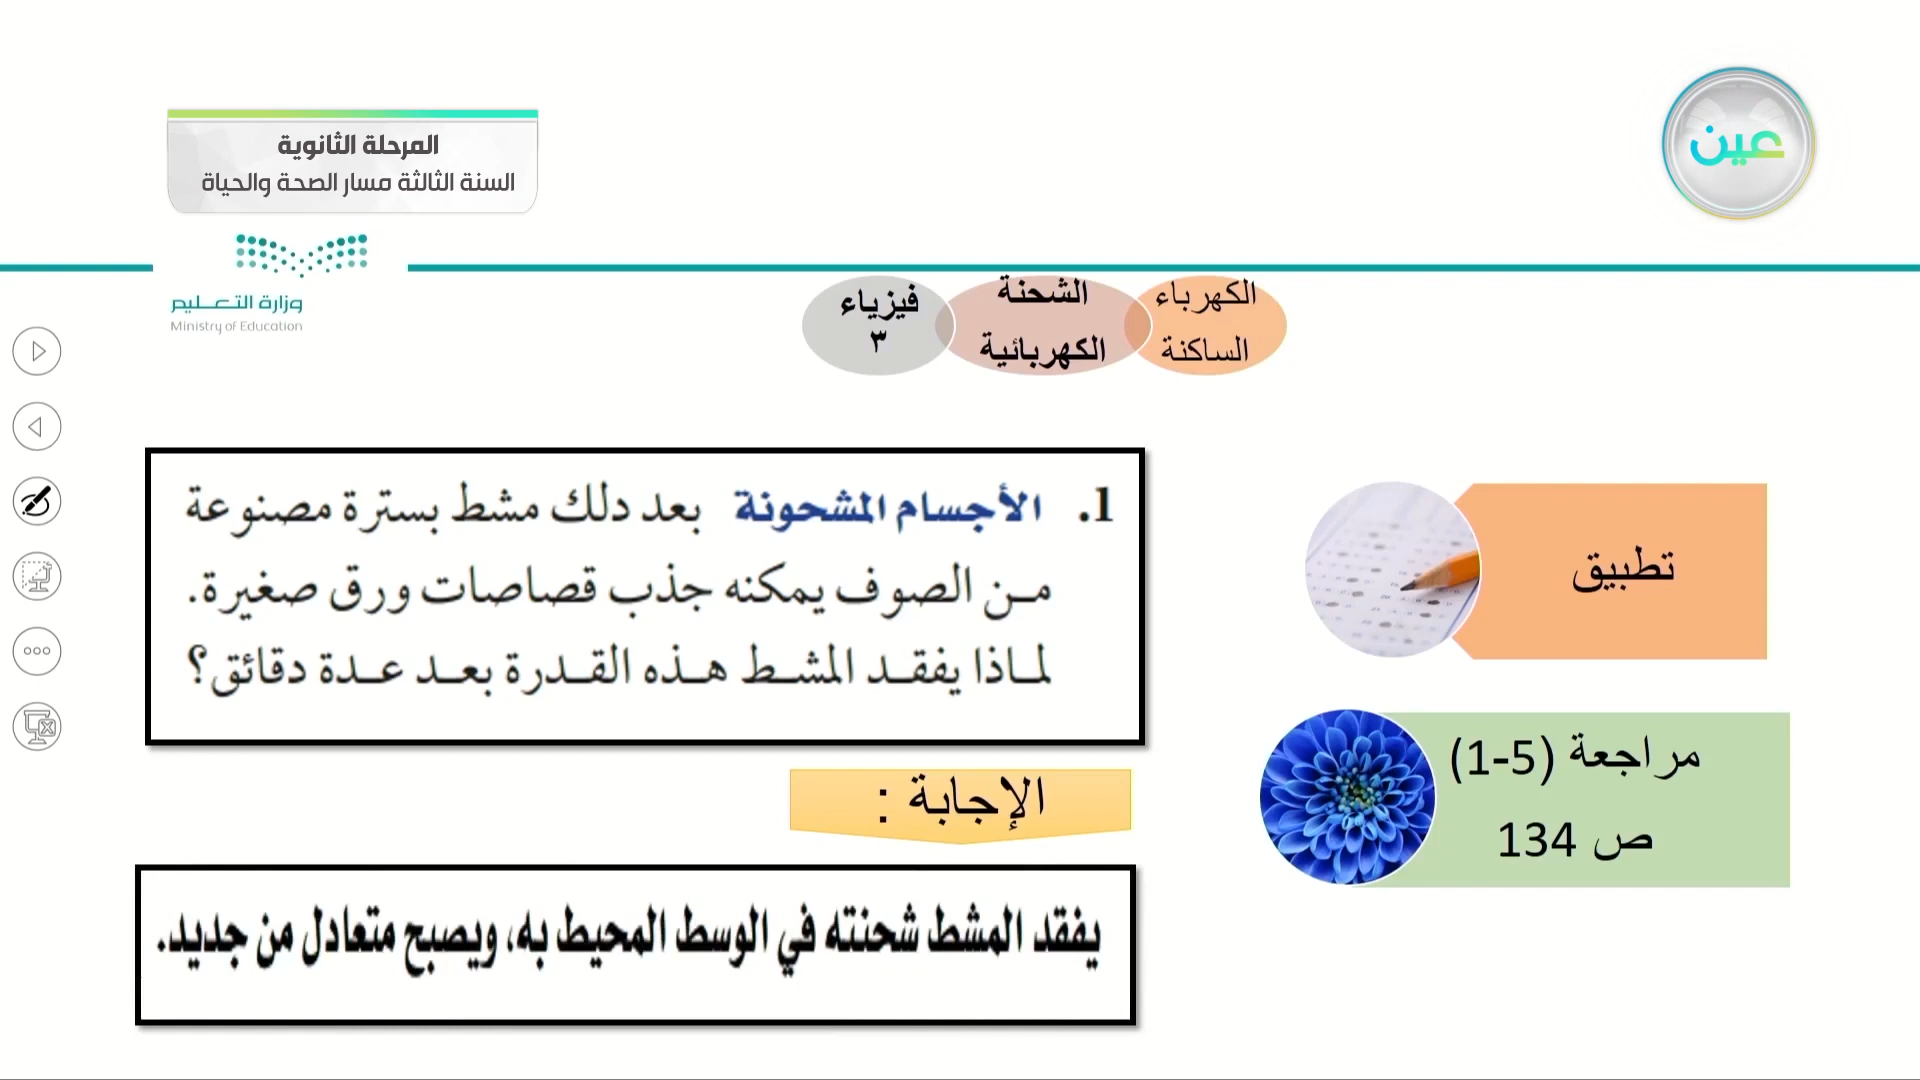 المرحلة الثانوية
السنة الثالثة مسار الصحة والحياة
عين
وزارة التعليم
Ministry of Education
الكهرباء
الساكنة
الشحنة
الكهربائية
فيزياء
٣
1. الأجسام المشحونة بعد دلك مشط بسترة مصنوعة
من الصوف يمكنه جذب قصاصات ورق صغيرة.
لماذا يفقد المشط هذه القدرة بعد عدة دقائق؟
تطبيق
مراجعة (5-1)
ص 134
الإجابة :
يفقد المشط شحنته في الوسط المحيط به، ويصبح متعادل من جديد.